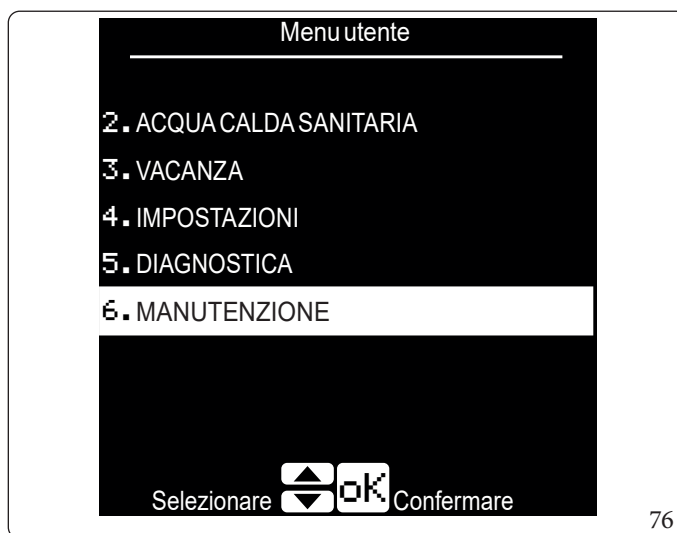 Menu utente
2. ACQUA CALDA SANITARIA
3. VACANZA
4. IMPOSTAZIONI
5. DIAGNOSTICA
6. MANUTENZIONE
Selezionare oK Confermare
76